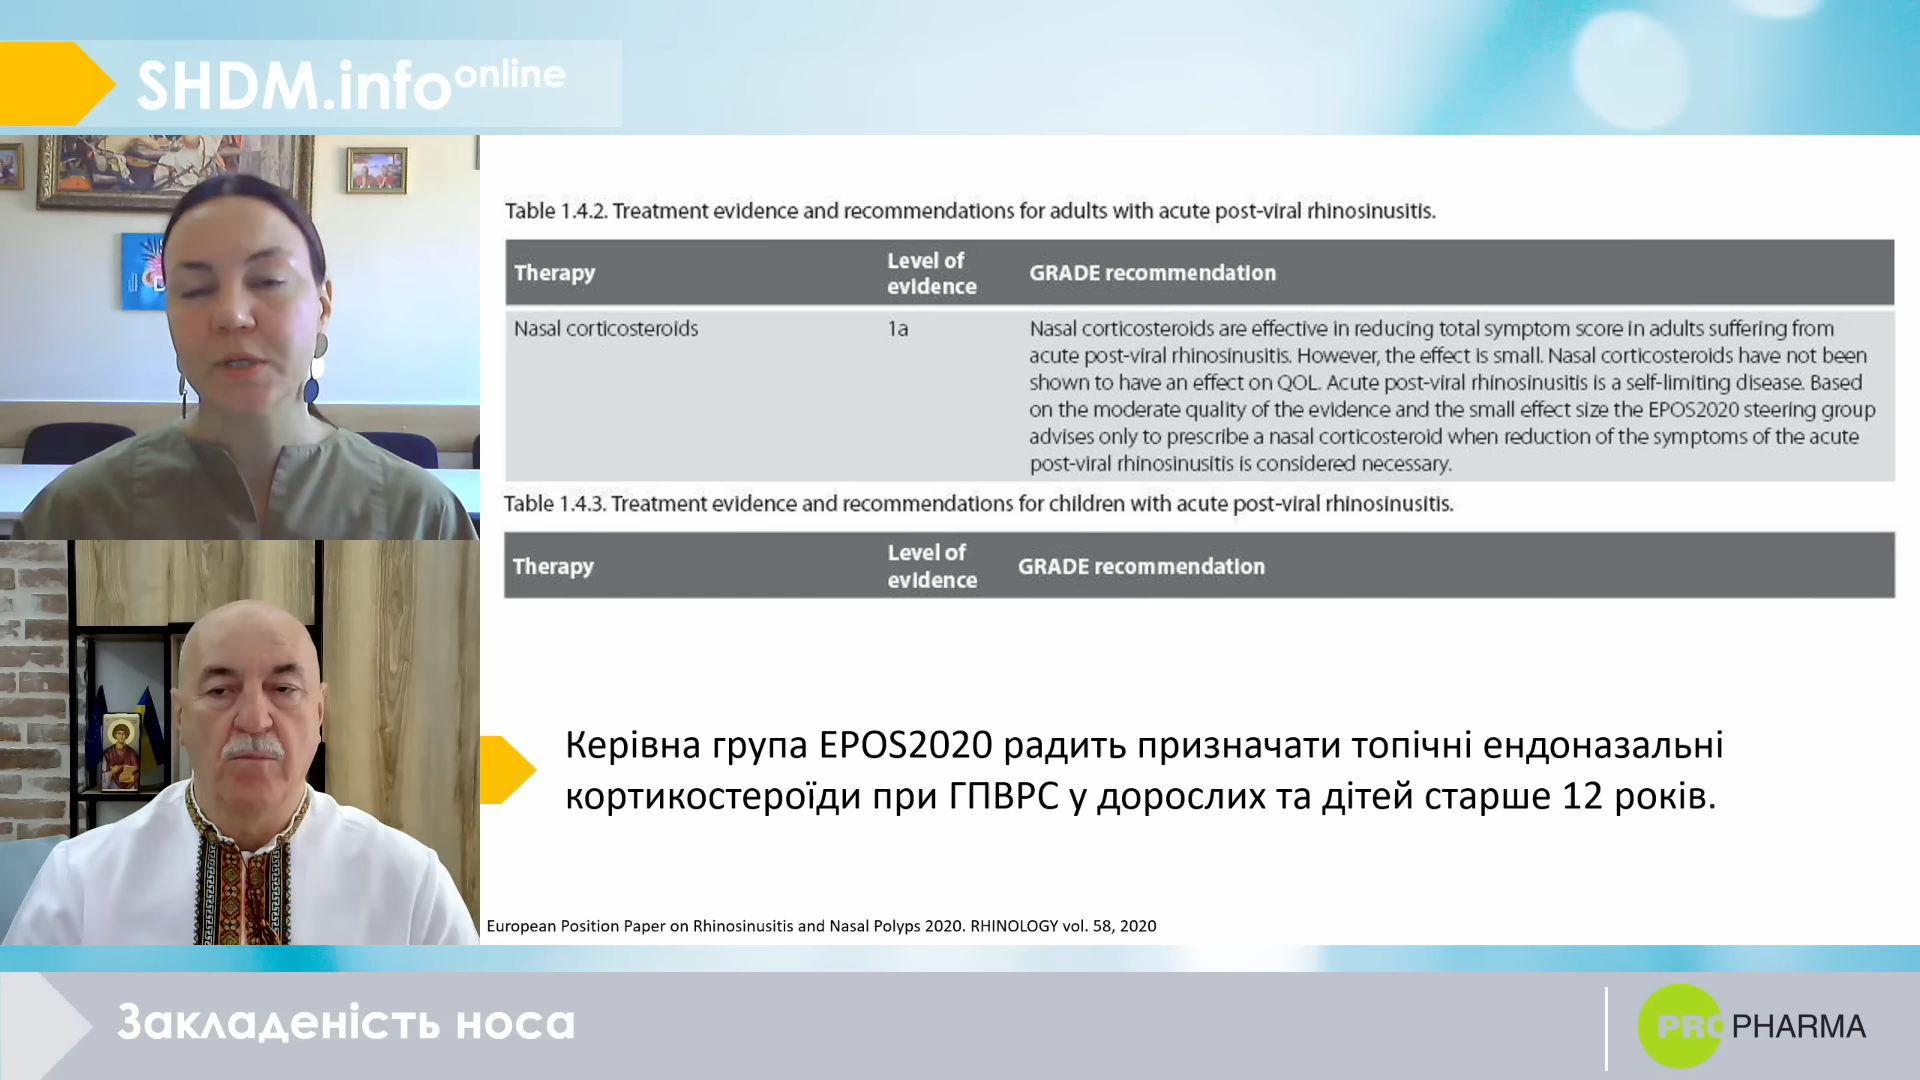 SHDM.info online
Table 1.4.2. Treatment evidence and recommendations for adults with acute post-viral rhinosinusitis.
Therapy
Level of
evidence
GRADE recommendation
Nasal corticosteroids
1a
Nasal corticosteroids are effective in reducing total symptom score in adults suffering from
acute post-viral rhinosinusitis. However, the effect is small. Nasal corticosteroids have not been
shown to have an effect on QOL. Acute post-viral rhinosinusitis is a self-limiting disease. Based
on the moderate quality of the evidence and the small effect size the EPOS2020 steering group
advises only to prescribe a nasal corticosteroid when reduction of the symptoms of the acute
post-viral rhinosinusitis is considered necessary.
Table 1.4.3. Treatment evidence and recommendations for children with acute post-viral rhinosinusitis.
Therapy
Level of
evidence
GRADE recommendation
Керівна група EPOS2020 радить призначати топічні ендоназальні
кортикостероїди при ГПВРС у дорослих та дітей старше 12 років.
European Position Paper on Rhinosinusitis and Nasal Polyps 2020. RHINOLOGY vol. 58, 2020
Закладеність носа
PRO PHARMA